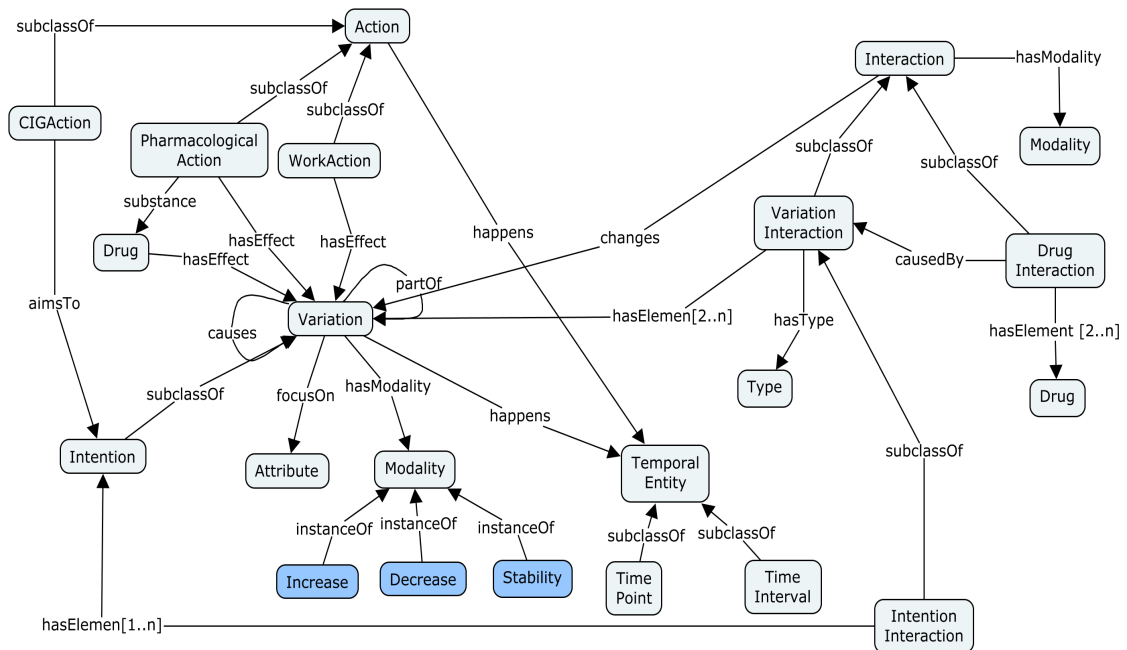 subclassOf
Action
Interaction
hasModality
subclassOf
subclassOf
CIGAction
Pharmacological
Action
WorkAction
subclassOf
subclassOf
Modality
substance
Variation
Interaction
Drug
hasEffect
hasEffect
hasEffect
happens
changes
causedBy
Drug
Interaction
aimsTo
partOf
Variation
causes
hasElemen[2..n]
hasType
hasElement [2..n]
subclassOf
focusOn
hasModality
happens
Type
Drug
Intention
Attribute
Modality
Temporal
Entity
subclassOf
instanceOf
instanceOf
instanceOf
subclassOf
subclassOf
Increase
Decrease
Stability
Time
Point
Time
Interval
hasElemen[1..n]
Intention
Interaction